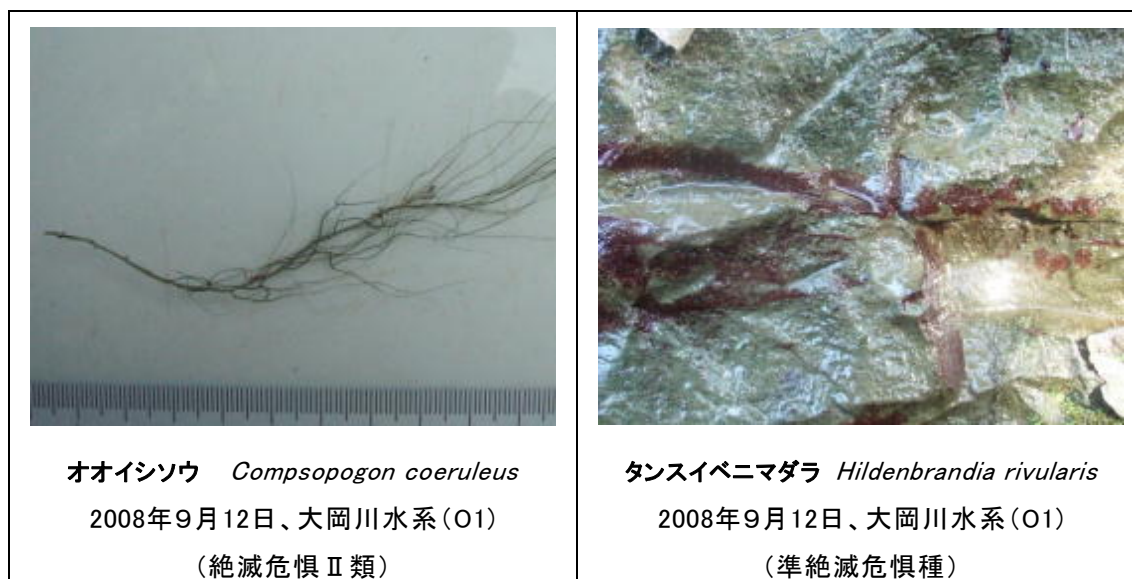 オオイシソウ Compsopogon coeruleus
2008年9月12日、大岡川水系(O1)
(絶滅危惧Ⅱ類)
タンスイベニマダラ Hildenbrandia rivularis
2008年9月12日、大岡川水系(O1)
(準絶滅危惧種)